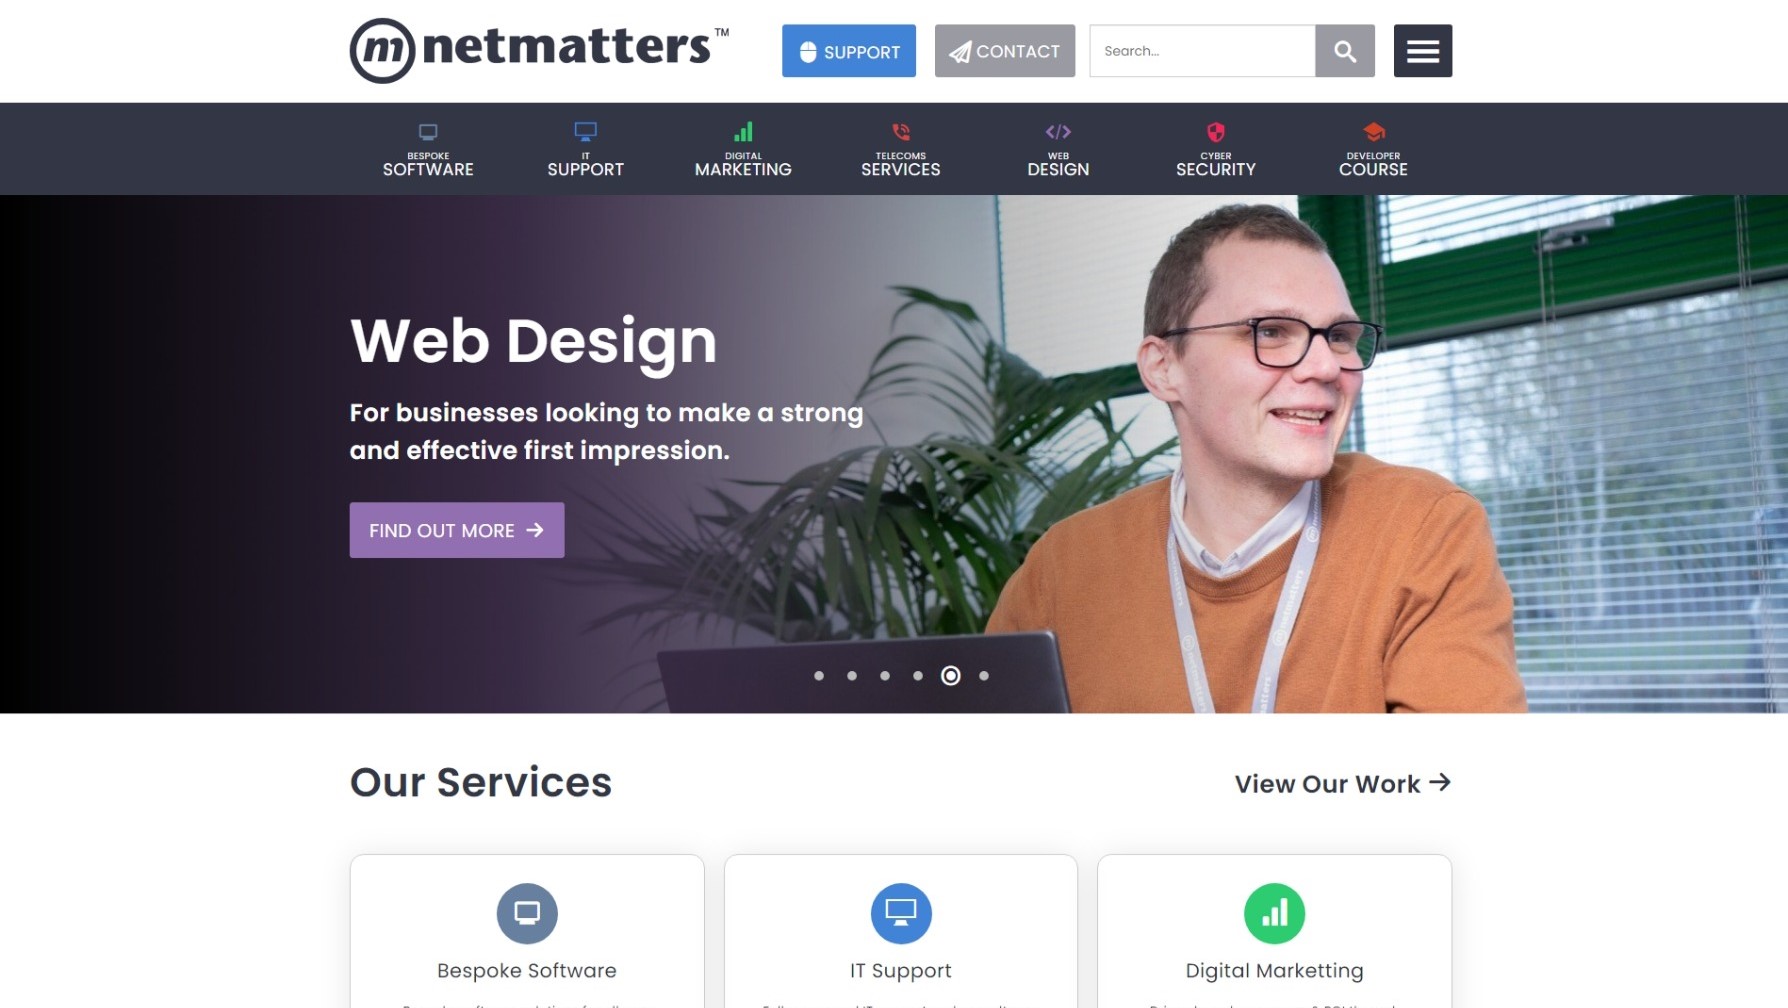 netmatters™
SUPPORT
CONTACT
Search...
BESPOKE
SOFTWARE
IT
SUPPORT
DIGITAL
MARKETING
TELECOMS
SERVICES
WEB
DESIGN
CYBER
SECURITY
DEVELOPER
COURSE
Web Design
For businesses looking to make a strong
and effective first impression.
FIND OUT MORE →
netmatters
Our Services
View Our Work →
Bespoke Software
IT Support
Digital Marketting